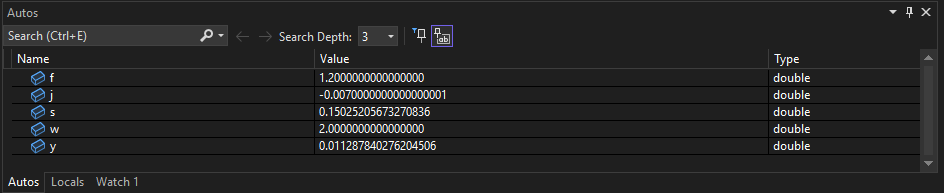 Autos
Search (Ctrl+E) Search Depth: 3
Name Value Type
f 1.2000000000000000 double
j -0.0070000000000000001 double
s 0.15025205673270836 double
w 2.0000000000000000 double
y 0.011287840276204506 double
Autos Locals Watch 1